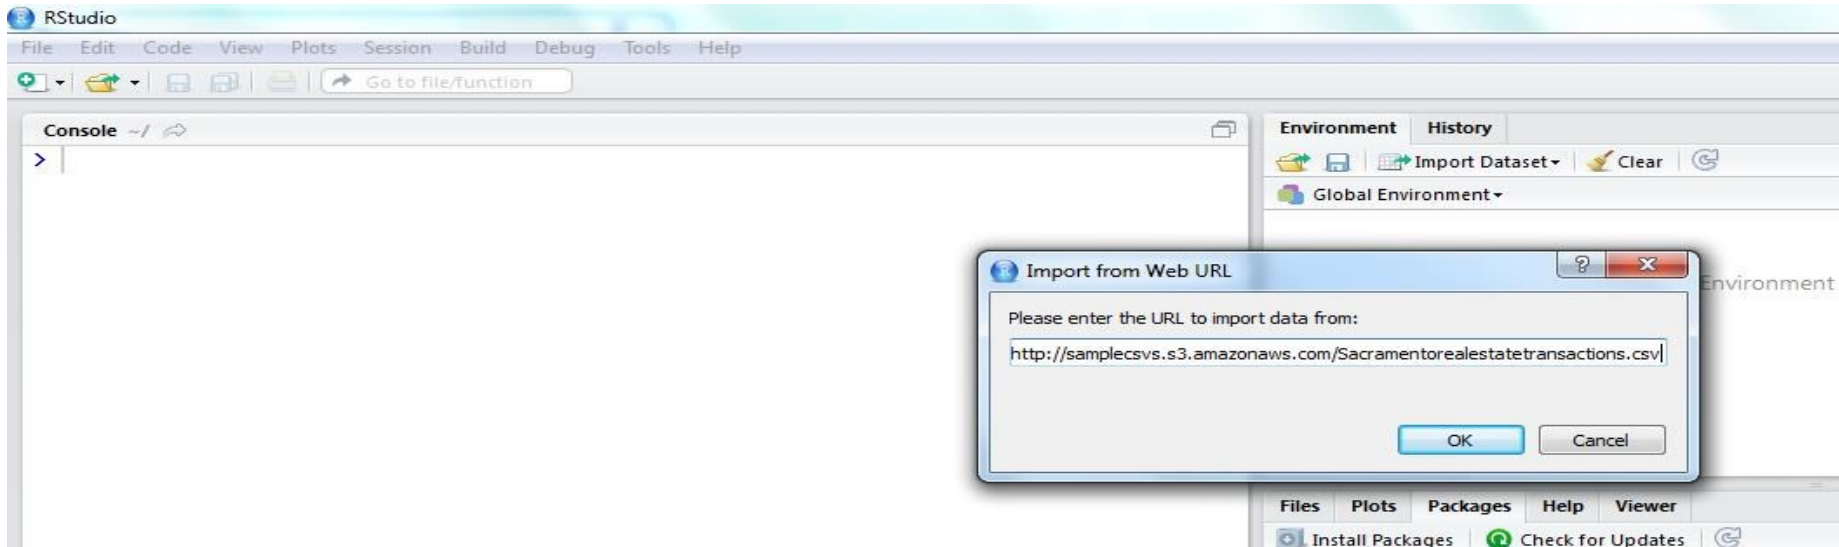 RStudio
File Edit Code View Plots Session Build Debug Tools Help
Go to file/function
Console ~/
>
Environment History
Import Dataset Clear
Global Environment
Import from Web URL
Environment
Please enter the URL to import data from:
http://samplecsvs.s3.amazonaws.com/Sacramentorealestatetransactions.csv
OK Cancel
Files Plots Packages Help Viewer
Install Packages Check for Updates